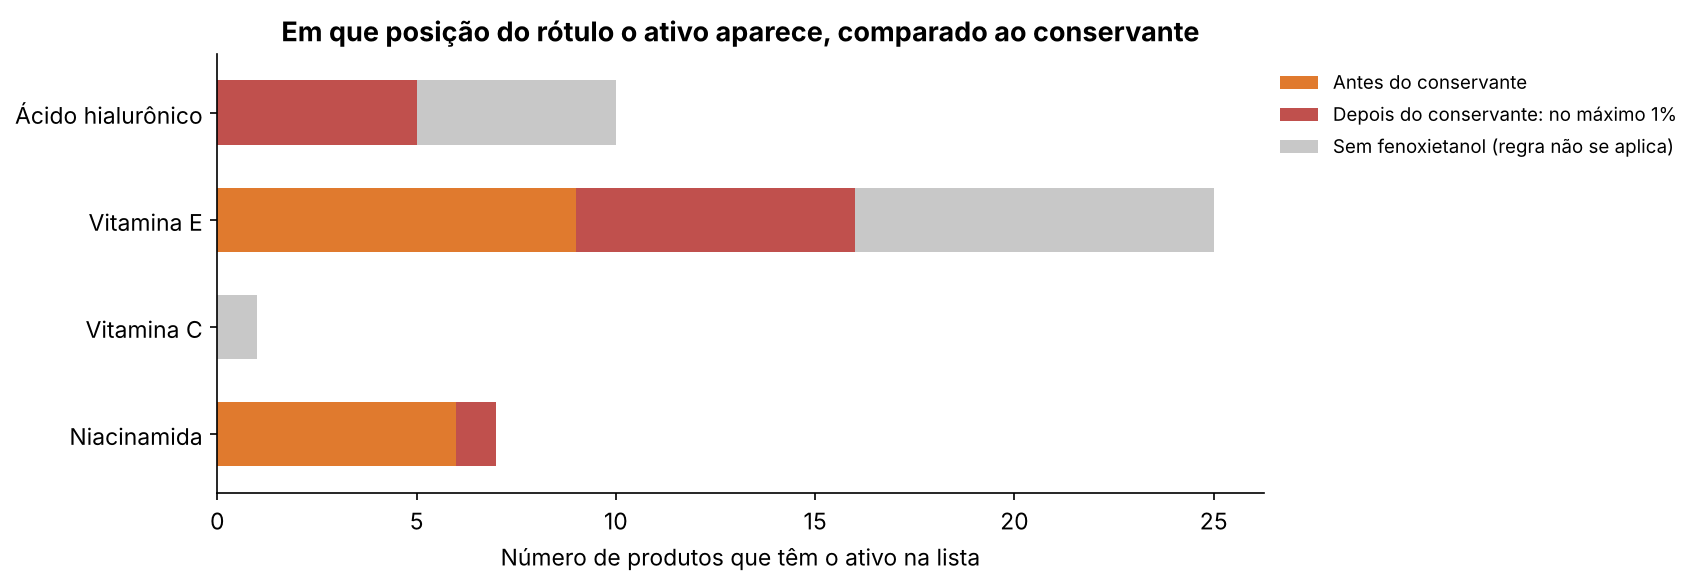 Em que posição do rótulo o ativo aparece, comparado ao conservante
Antes do conservante
Depois do conservante: no máximo 1%
Sem fenoxietanol (regra não se aplica)
Ácido hialurônico
Vitamina E
Vitamina C
Niacinamida
0 5 10 15 20 25
Número de produtos que têm o ativo na lista